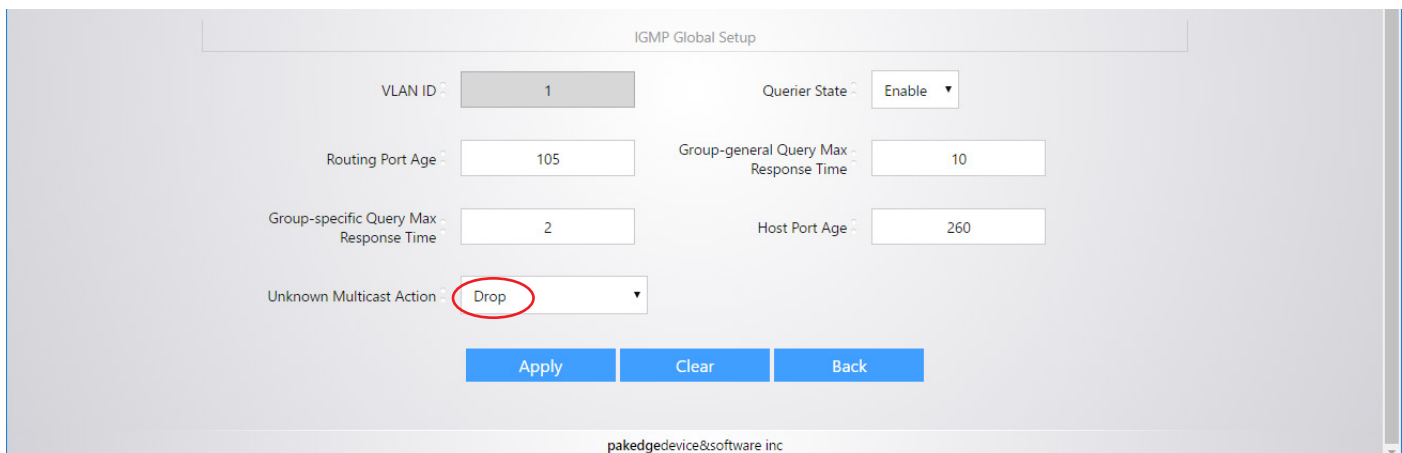 IGMP Global Setup
VLAN ID : 1 Querier State : Enable
Routing Port Age : 105 Group-general Query Max Response Time : 10
Group-specific Query Max Response Time : 2 Host Port Age : 260
Unknown Multicast Action : Drop
Apply Clear Back
pakedgedevice&software inc